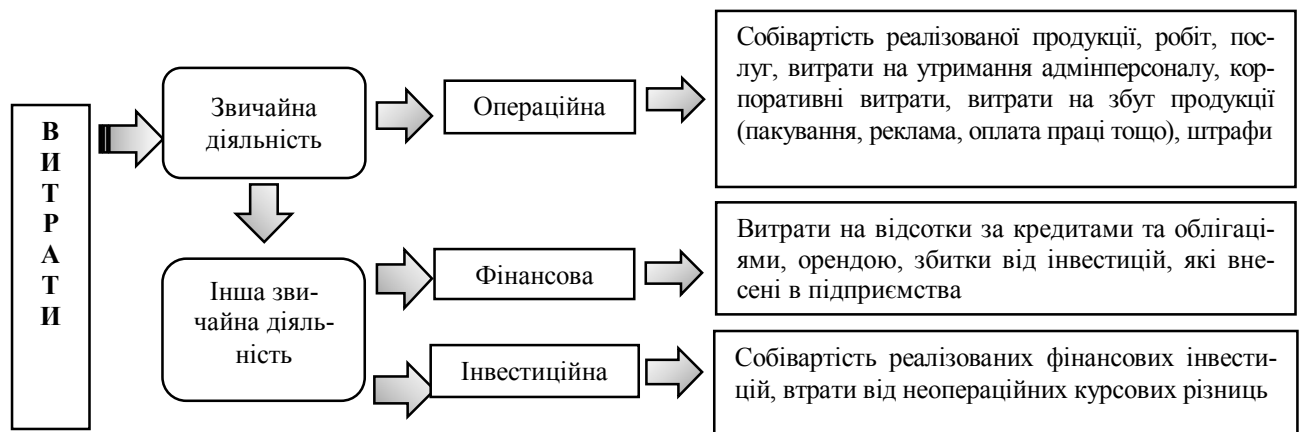 ВИТРАТИ
Звичайна
діяльність
Операційна
Собівартість реалізованої продукції, робіт, пос-
луг, витрати на утримання адмінперсоналу, кор-
поративні витрати, витрати на збут продукції
(пакування, реклама, оплата праці тощо), штрафи
Інша зви-
чайна діяль-
ність
Фінансова
Витрати на відсотки за кредитами та облігаці-
ями, орендою, збитки від інвестицій, які вне-
сені в підприємства
Інвестиційна
Собівартість реалізованих фінансових інвести-
цій, втрати від неопераційних курсових різниць